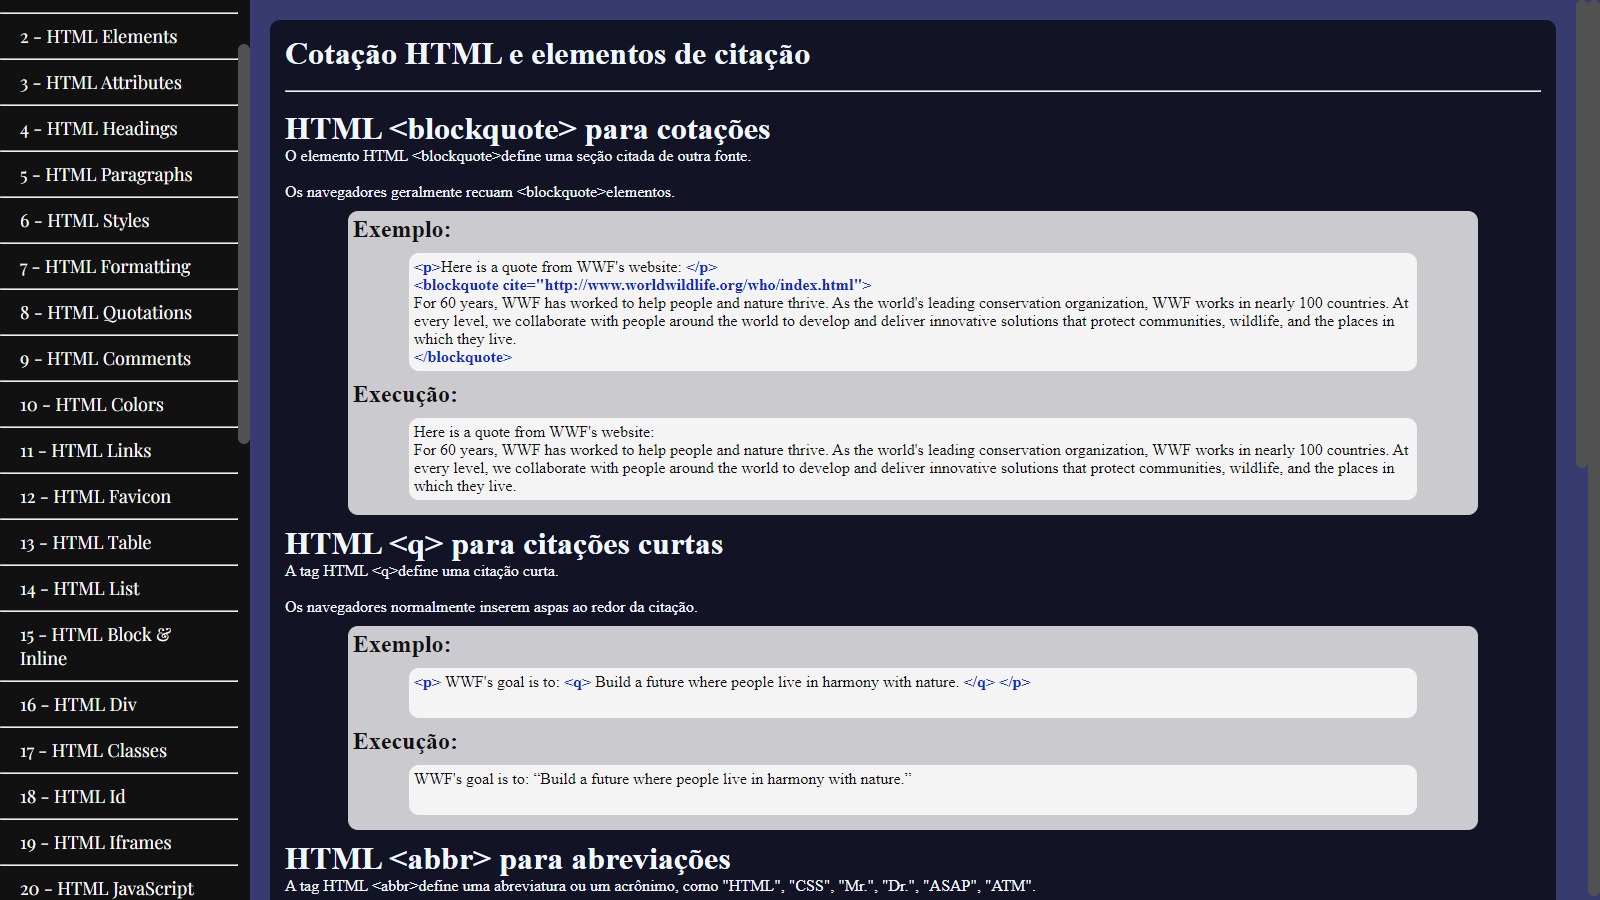 2 - HTML Elements
3 - HTML Attributes
4 - HTML Headings
5 - HTML Paragraphs
6 - HTML Styles
7 - HTML Formatting
8 - HTML Quotations
9 - HTML Comments
10 - HTML Colors
11 - HTML Links
12 - HTML Favicon
13 - HTML Table
14 - HTML List
15 - HTML Block &
Inline
16 - HTML Div
17 - HTML Classes
18 - HTML Id
19 - HTML Iframes
20 - HTML JavaScript
Cotação HTML e elementos de citação
HTML <blockquote> para cotações
O elemento HTML <blockquote>define uma seção citada de outra fonte.
Os navegadores geralmente recuam <blockquote>elementos.
Exemplo:
<p>Here is a quote from WWF's website: </p>
<blockquote cite="http://www.worldwildlife.org/who/index.html">
For 60 years, WWF has worked to help people and nature thrive. As the world's leading conservation organization, WWF works in nearly 100 countries. At
every level, we collaborate with people around the world to develop and deliver innovative solutions that protect communities, wildlife, and the places in
which they live.
</blockquote>
Execução:
Here is a quote from WWF's website:
For 60 years, WWF has worked to help people and nature thrive. As the world's leading conservation organization, WWF works in nearly 100 countries. At
every level, we collaborate with people around the world to develop and deliver innovative solutions that protect communities, wildlife, and the places in
which they live.
HTML <q> para citações curtas
A tag HTML <q>define uma citação curta.
Os navegadores normalmente inserem aspas ao redor da citação.
Exemplo:
<p> WWF's goal is to: <q> Build a future where people live in harmony with nature. </q> </p>
Execução:
WWF's goal is to: “Build a future where people live in harmony with nature.”
HTML <abbr> para abreviações
A tag HTML <abbr>define uma abreviatura ou um acrônimo, como "HTML", "CSS", "Mr.", "Dr.", "ASAP", "ATM".